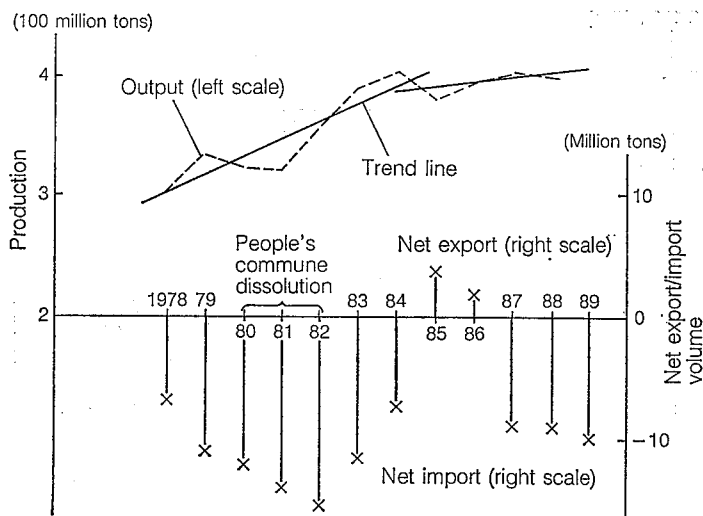 (100 million tons)
4
Output (left scale)
Trend line
(Million tons)
3
10
Production
People's
commune
dissolution
Net export (right scale)
1978 79 83 84 87 88 89
2
0
80 81 82 85 86
Net export/import
volume
-10
Net import (right scale)